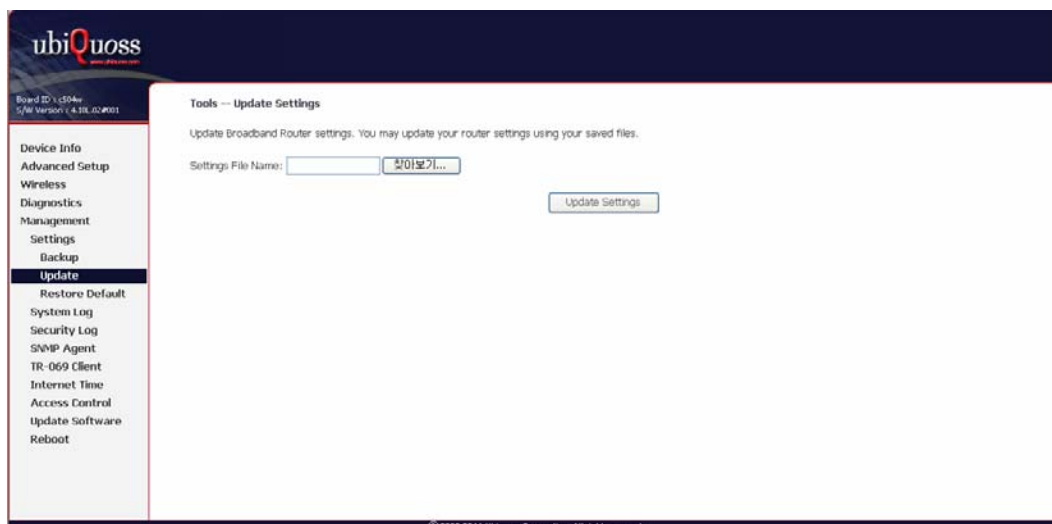 ubiQuoss
Board ID : c504w
S/W Version : 4.10L.02#001
Device Info
Advanced Setup
Wireless
Diagnostics
Management
Settings
Backup
Update
Restore Default
System Log
Security Log
SNMP Agent
TR-069 Client
Internet Time
Access Control
Update Software
Reboot
Tools -- Update Settings
Update Broadband Router settings. You may update your router settings using your saved files.
Settings File Name: 찾아보기...
Update Settings